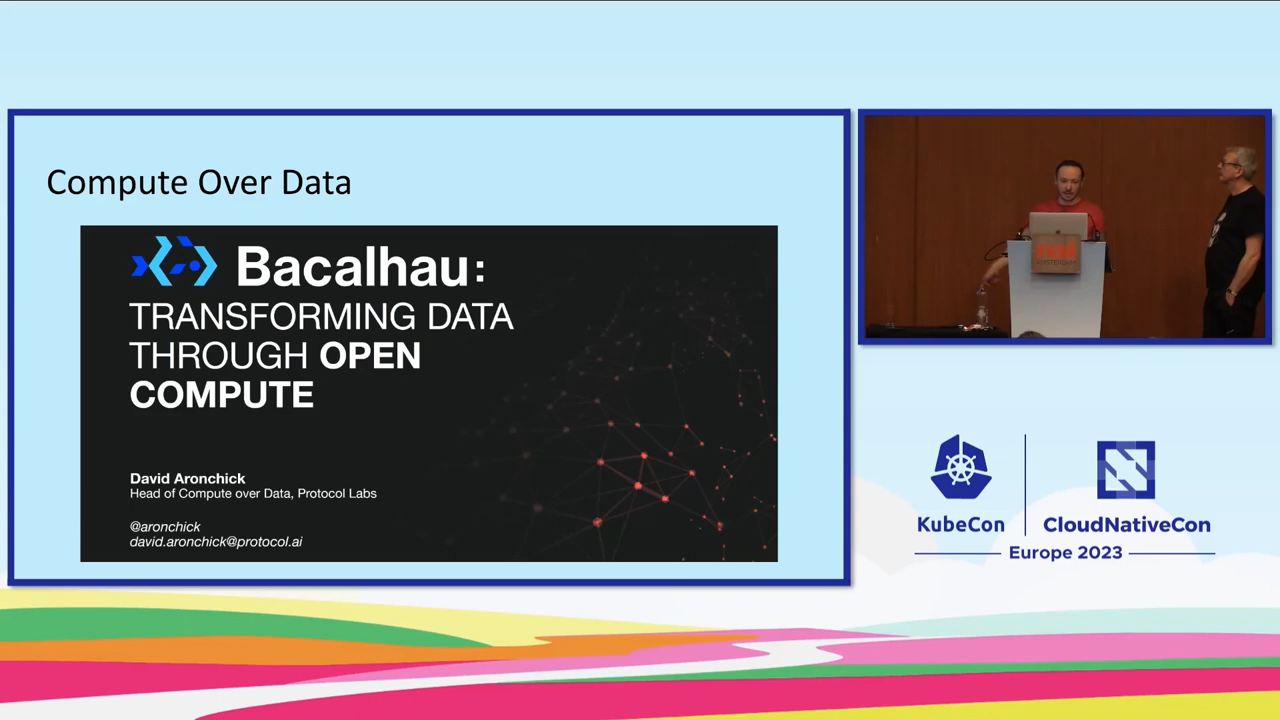 Compute Over Data
Bacalhau:
TRANSFORMING DATA
THROUGH OPEN
COMPUTE
David Aronchick
Head of Compute over Data, Protocol Labs
@aronchick
david.aronchick@protocol.ai
AMSTERDAM
KubeCon
CloudNativeCon
Europe 2023